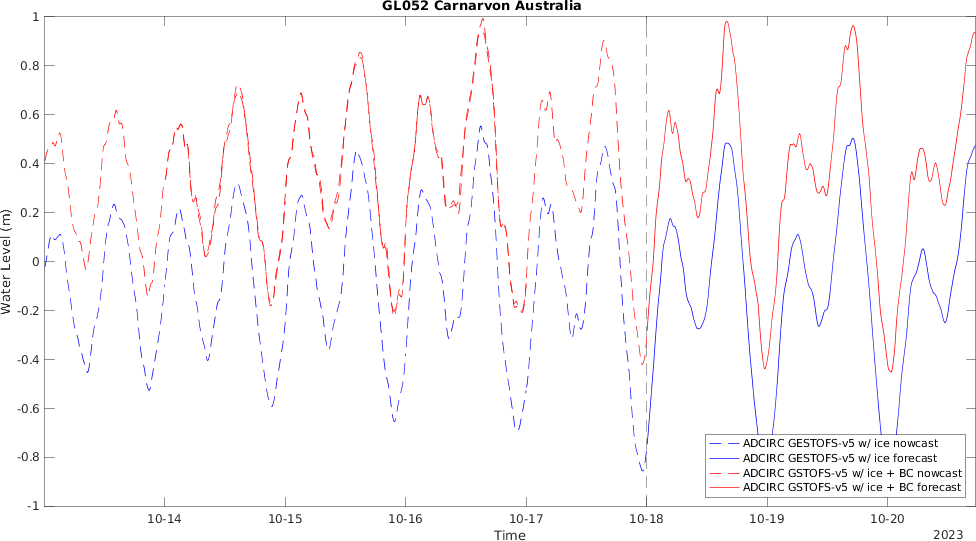 GL052 Carnarvon Australia
1
0.8
0.6
0.4
0.2
0
-0.2
-0.4
-0.6
-0.8
-1
Water Level (m)
ADCIRC GESTOFS-v5 w/ ice nowcast
ADCIRC GESTOFS-v5 w/ ice forecast
ADCIRC GSTOFS-v5 w/ ice + BC nowcast
ADCIRC GSTOFS-v5 w/ ice + BC forecast
10-14 10-15 10-16 10-17 10-18 10-19 10-20
Time
2023